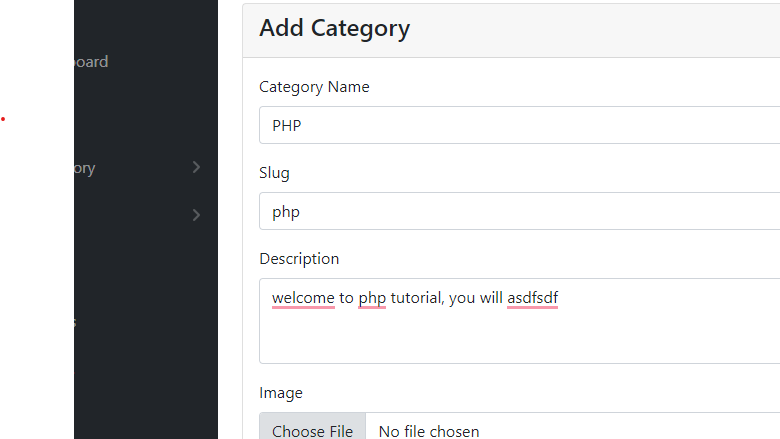 Add Category
board
Category Name
PHP
ory
Slug
php
Description
welcome to php tutorial, you will asdfsdf
s
Image
Choose File No file chosen